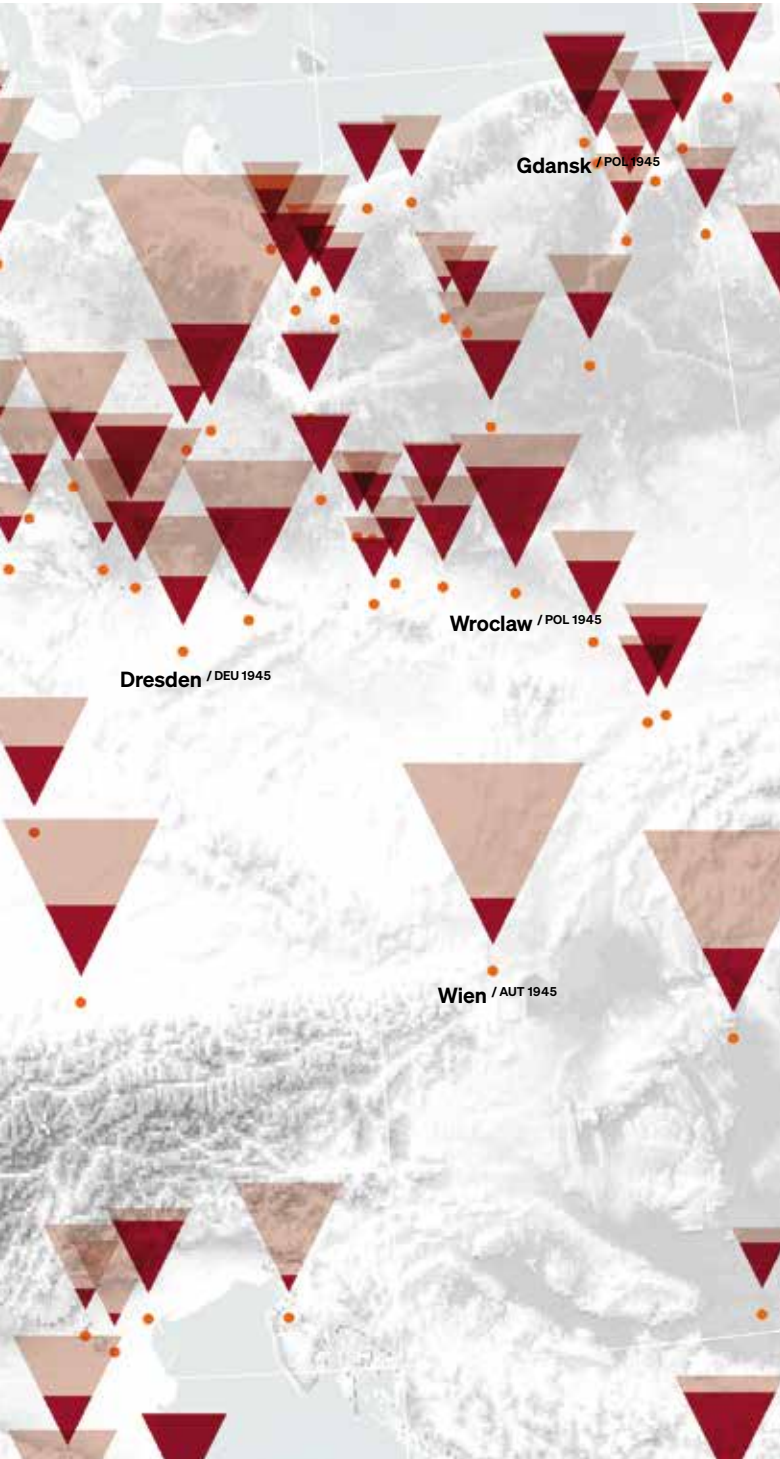 Gdansk / POL 1945
Wroclaw / POL 1945
Dresden / DEU 1945
Wien / AUT 1945